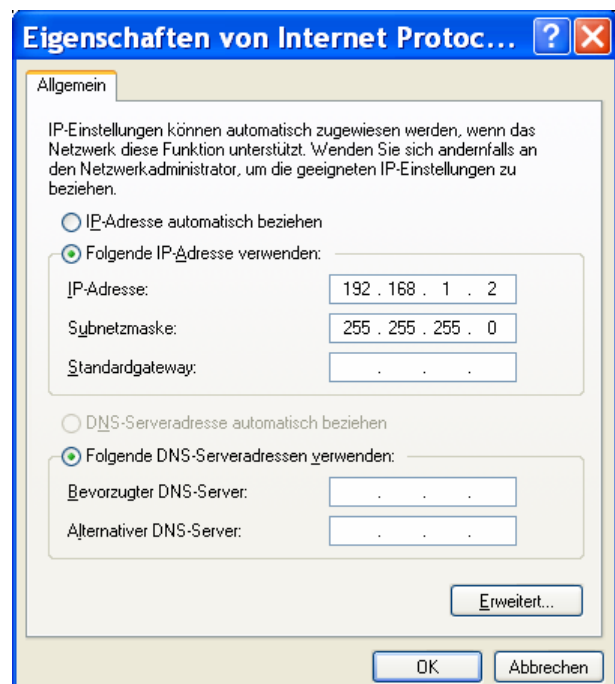 Eigenschaften von Internet Protoc...
Allgemein
IP-Einstellungen können automatisch zugewiesen werden, wenn das
Netzwerk diese Funktion unterstützt. Wenden Sie sich andernfalls an
den Netzwerkadministrator, um die geeigneten IP-Einstellungen zu
beziehen.
IP-Adresse automatisch beziehen
Folgende IP-Adresse verwenden:
IP-Adresse: 192 . 168 . 1 . 2
Subnetzmaske: 255 . 255 . 255 . 0
Standardgateway: . . .
DNS-Serveradresse automatisch beziehen
Folgende DNS-Serveradressen verwenden:
Bevorzugter DNS-Server: . . .
Alternativer DNS-Server: . . .
Erweitert...
OK Abbrechen